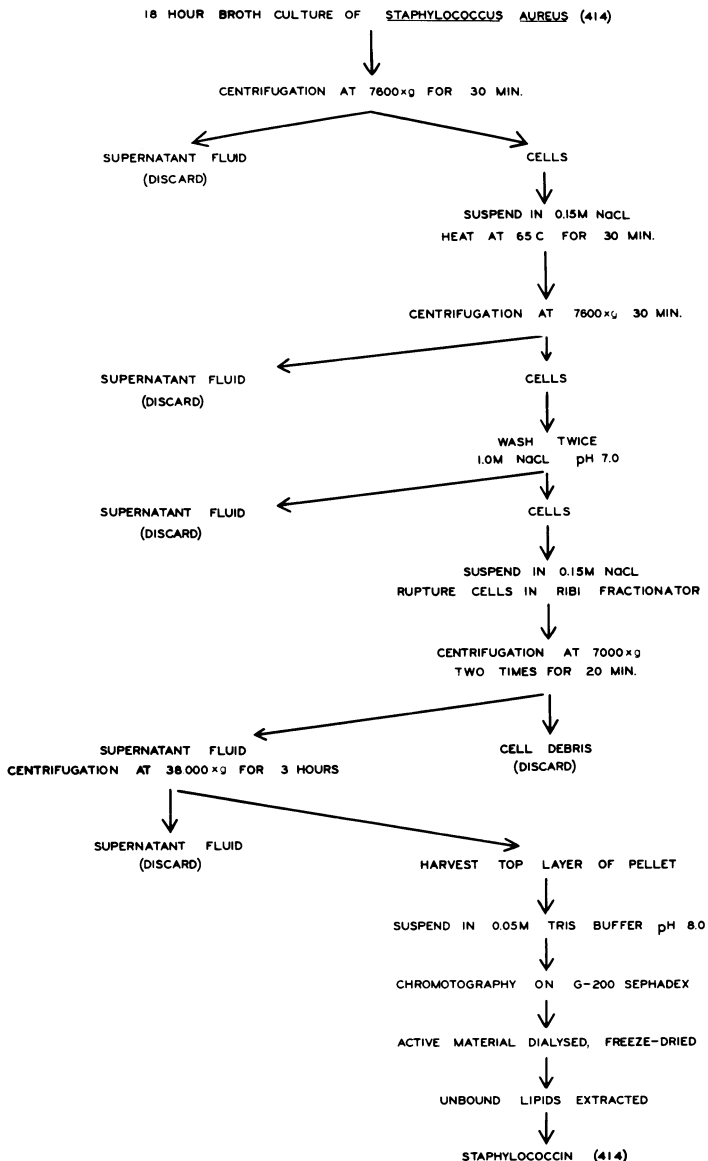 18 HOUR BROTH CULTURE OF STAPHYLOCOCCUS AUREUS (414)
CENTRIFUGATION AT 7600xg FOR 30 MIN.
SUPERNATANT FLUID
(DISCARD)
CELLS
SUSPEND IN 0.15M NaCL
HEAT AT 65 C FOR 30 MIN.
CENTRIFUGATION AT 7600xg 30 MIN.
SUPERNATANT FLUID
(DISCARD)
CELLS
WASH TWICE
1.0M NaCL pH 7.0
SUPERNATANT FLUID
(DISCARD)
CELLS
SUSPEND IN 0.15M NaCL
RUPTURE CELLS IN RIBI FRACTIONATOR
CENTRIFUGATION AT 7000xg
TWO TIMES FOR 20 MIN.
SUPERNATANT FLUID
CENTRIFUGATION AT 38.000xg FOR 3 HOURS
CELL DEBRIS
(DISCARD)
SUPERNATANT FLUID
(DISCARD)
HARVEST TOP LAYER OF PELLET
SUSPEND IN 0.05M TRIS BUFFER pH 8.0
CHROMOTOGRAPHY ON G-200 SEPHADEX
ACTIVE MATERIAL DIALYSED, FREEZE-DRIED
UNBOUND LIPIDS EXTRACTED
STAPHYLOCOCCIN (414)